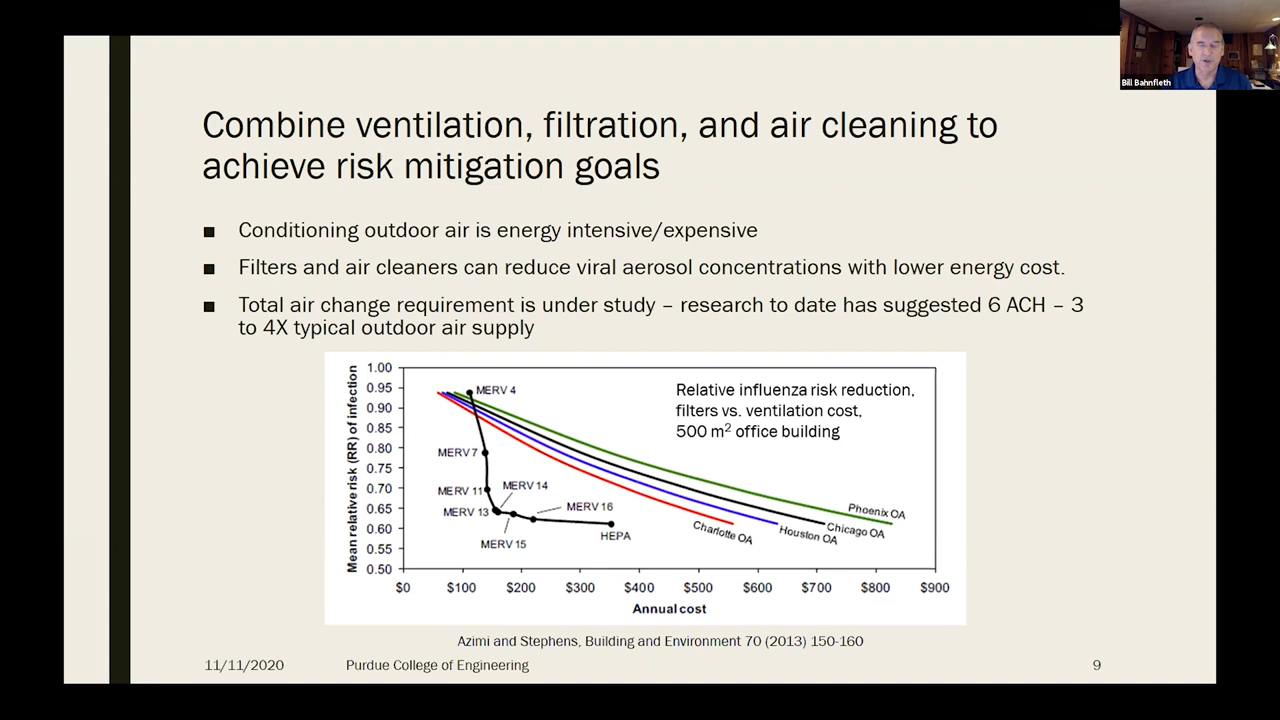 Bill Bahnfleth
Combine ventilation, filtration, and air cleaning to
achieve risk mitigation goals
■ Conditioning outdoor air is energy intensive/expensive
■ Filters and air cleaners can reduce viral aerosol concentrations with lower energy cost.
■ Total air change requirement is under study – research to date has suggested 6 ACH – 3
to 4X typical outdoor air supply
Mean relative risk (RR) of infection
1.00
0.95
0.90
0.85
0.80
0.75
0.70
0.65
0.60
0.55
0.50
Relative influenza risk reduction,
filters vs. ventilation cost,
500 m² office building
MERV 4
MERV 7
MERV 11
MERV 14
MERV 13
MERV 16
MERV 15
HEPA
Phoenix OA
Chicago OA
Houston OA
Charlotte OA
$0 $100 $200 $300 $400 $500 $600 $700 $800 $900
Annual cost
Azimi and Stephens, Building and Environment 70 (2013) 150-160
11/11/2020 Purdue College of Engineering 9